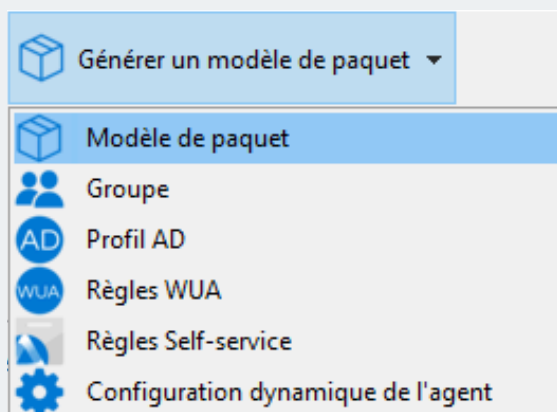 Générer un modèle de paquet
Modèle de paquet
Groupe
AD Profil AD
WUA Règles WUA
Règles Self-service
Configuration dynamique de l'agent